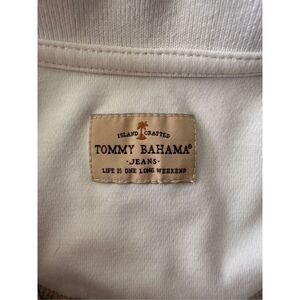 ISLAND CRAFTED
TOMMY BAHAMA®
·JEANS·
LIFE IS ONE LONG WEEKEND